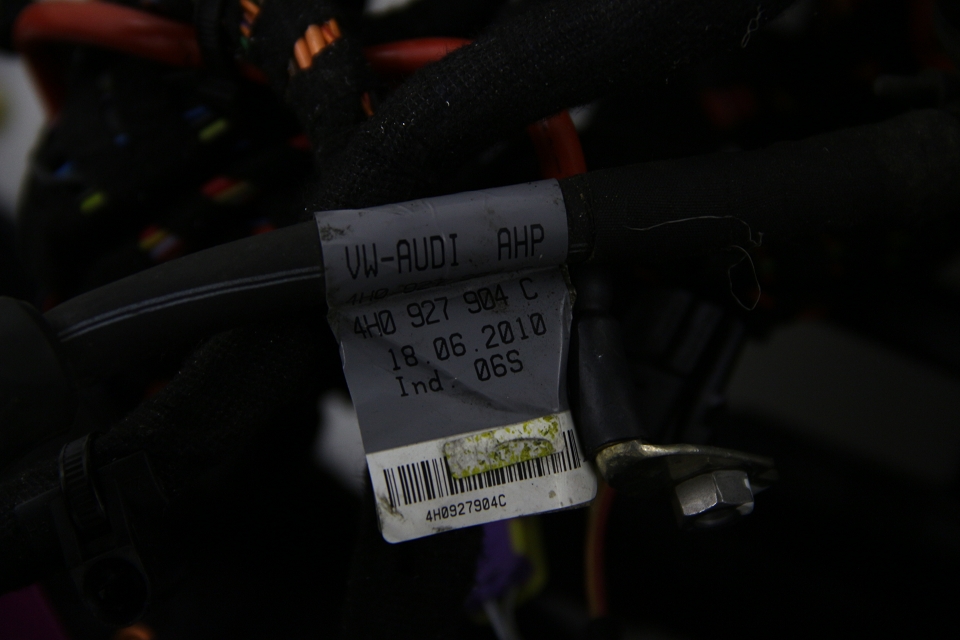 VW-AUDI AHP
4H0 927 904 C
18.06.2010
Ind. 06S
4H0927904C